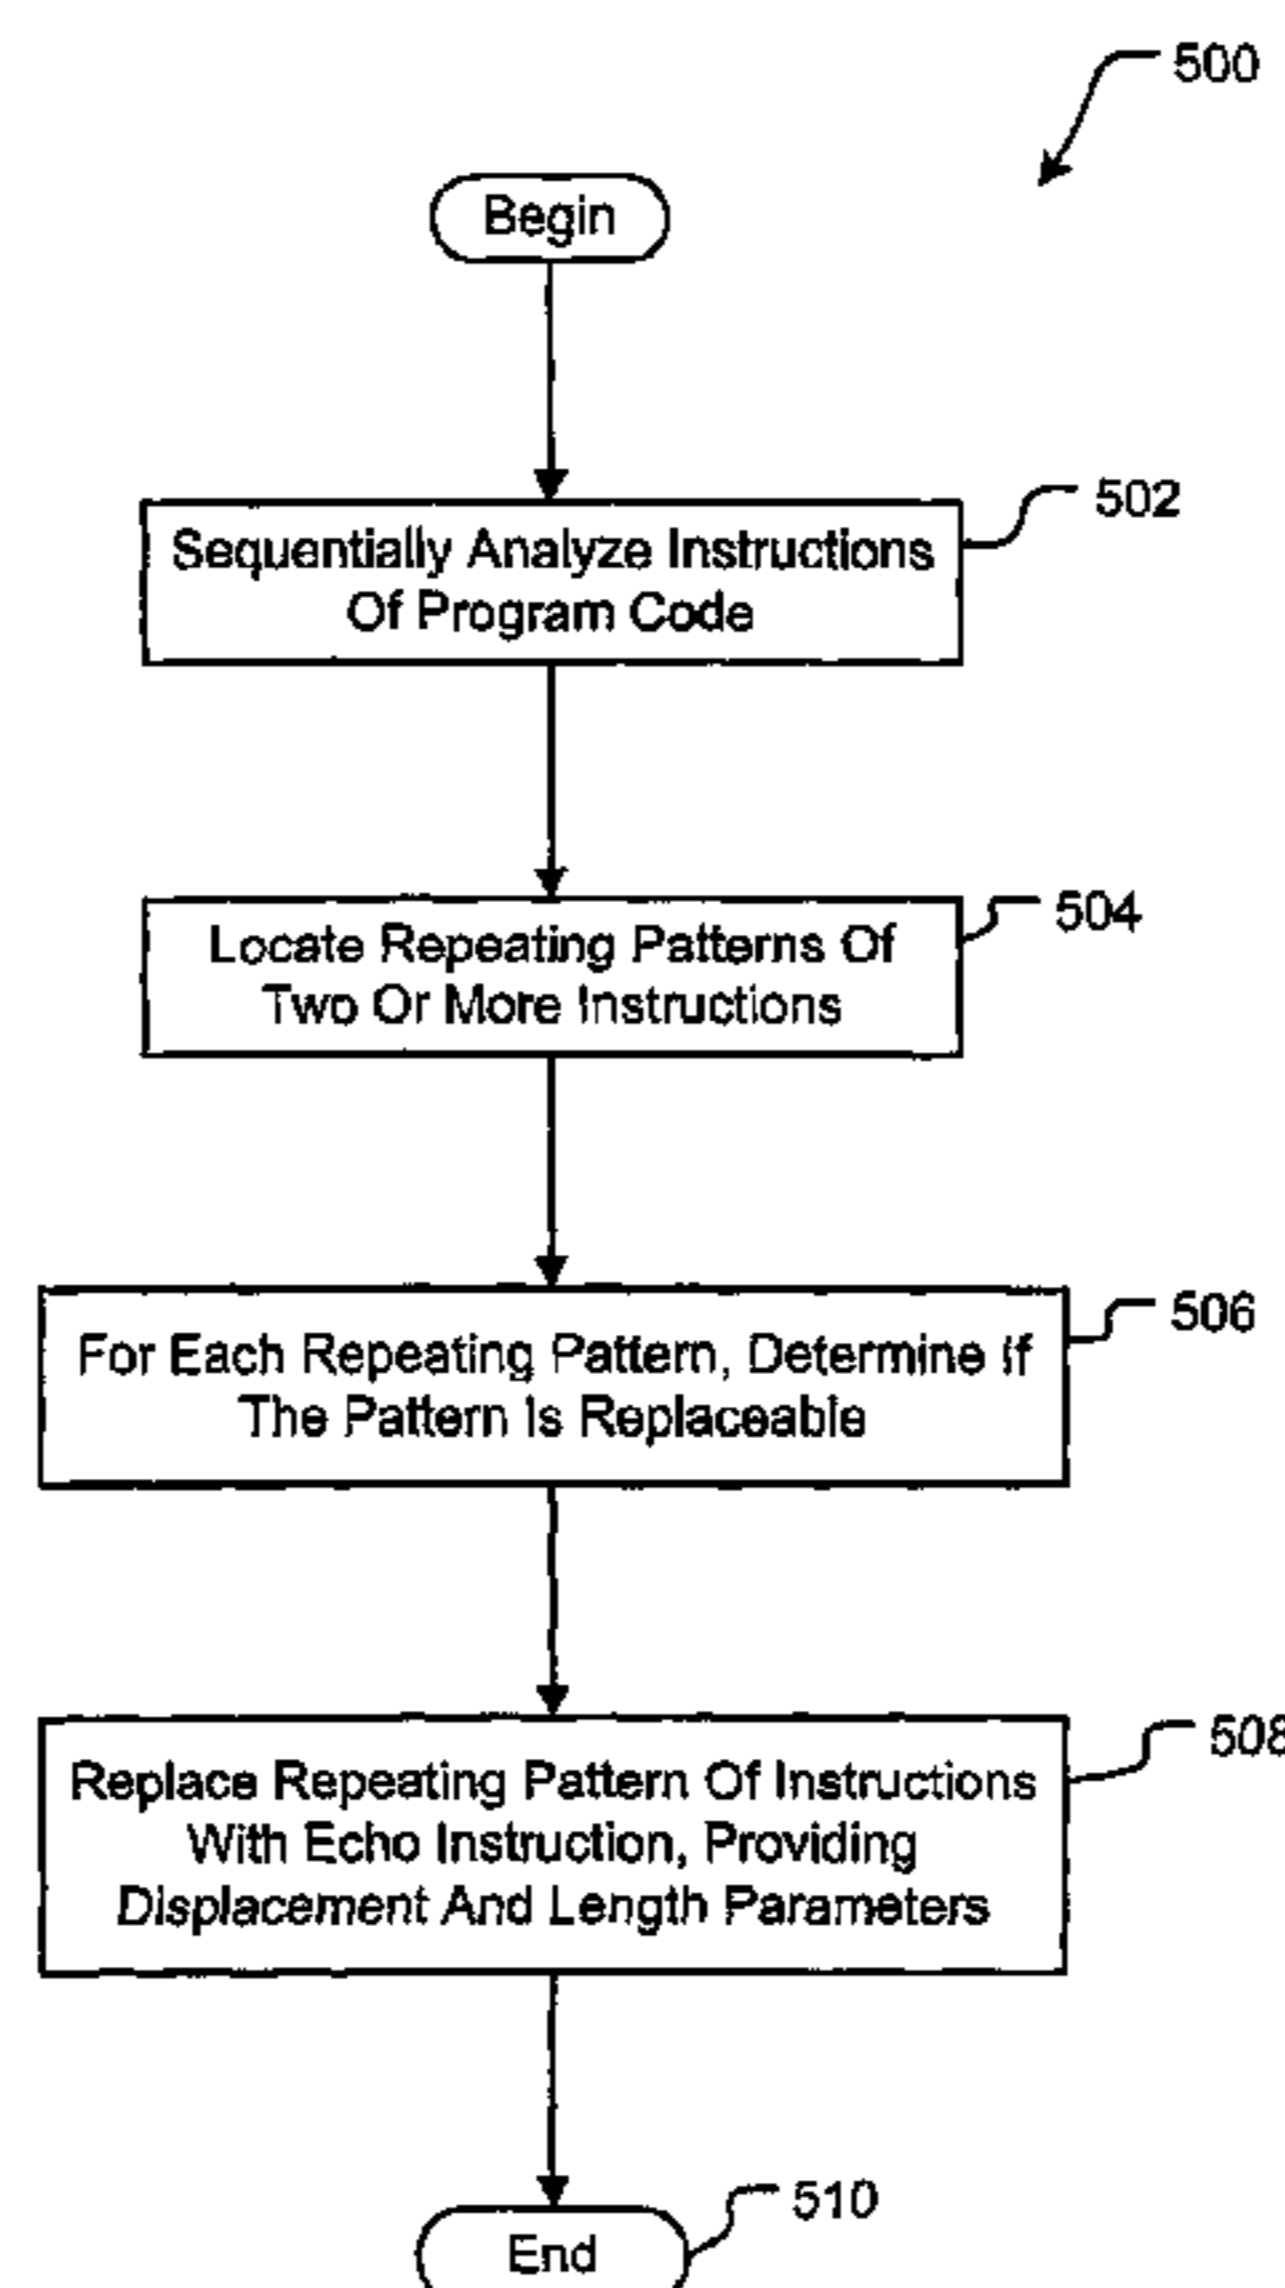 500
Begin
502
Sequentially Analyze Instructions
Of Program Code
504
Locate Repeating Patterns Of
Two Or More Instructions
506
For Each Repeating Pattern, Determine If
The Pattern Is Replaceable
508
Replace Repeating Pattern Of Instructions
With Echo Instruction, Providing
Displacement And Length Parameters
510
End